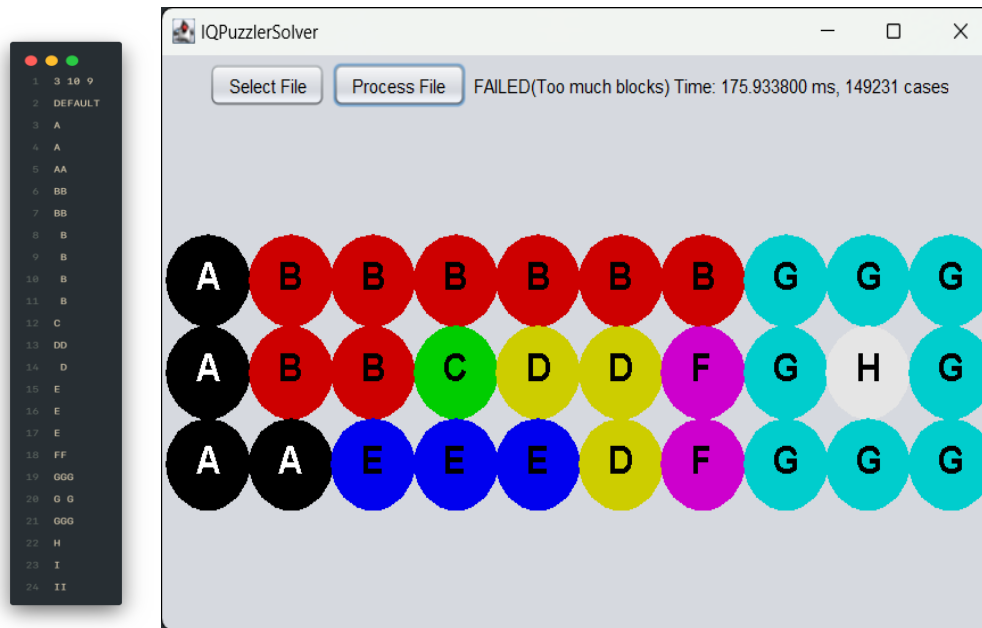 1 3 10 9
2 DEFAULT
3 A
4 A
5 AA
6 BB
7 BB
8  B
9  B
10  B
11  B
12 C
13 DD
14  D
15 E
16 E
17 E
18 FF
19 GGG
20 G G
21 GGG
22 H
23 I
24 II
IQPuzzlerSolver
Select File Process File FAILED(Too much blocks) Time: 175.933800 ms, 149231 cases
A B B B B B B G G G
A B B C D D F G H G
A A E E E D F G G G